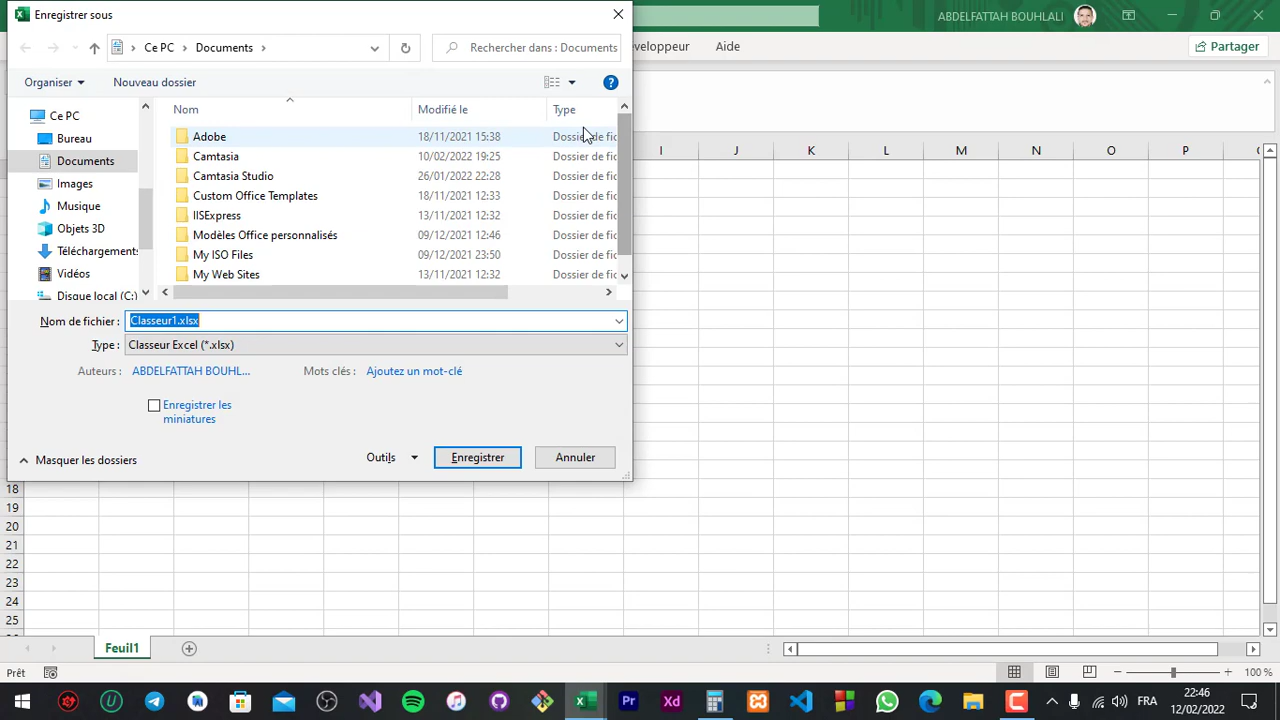 Enregistrer sous
ABDELFATTAH BOUHLALI
Ce PC
Documents
Rechercher dans : Documents
veloppeur
Aide
Partager
Organiser
Nouveau dossier
Ce PC
Bureau
Documents
Images
Musique
Objets 3D
Téléchargements
Vidéos
Disque local (C:)
Nom
Modifié le
Type
Adobe
18/11/2021 15:38
Dossier de fic
Camtasia
10/02/2022 19:25
Dossier de fic
Camtasia Studio
26/01/2022 22:28
Dossier de fic
Custom Office Templates
18/11/2021 12:33
Dossier de fic
IISExpress
13/11/2021 12:32
Dossier de fic
Modèles Office personnalisés
09/12/2021 12:46
Dossier de fic
My ISO Files
09/12/2021 23:50
Dossier de fic
My Web Sites
13/11/2021 12:32
Dossier de fic
Nom de fichier :
Classeur1.xlsx
Type :
Classeur Excel (*.xlsx)
Auteurs :
ABDELFATTAH BOUHL...
Mots clés :
Ajoutez un mot-clé
Enregistrer les
miniatures
Masquer les dossiers
Outils
Enregistrer
Annuler
I
J
K
L
M
N
O
P
18
19
20
21
22
23
24
25
Feuil1
Prêt
100 %
Pr
Xd
FRA
22:46
12/02/2022